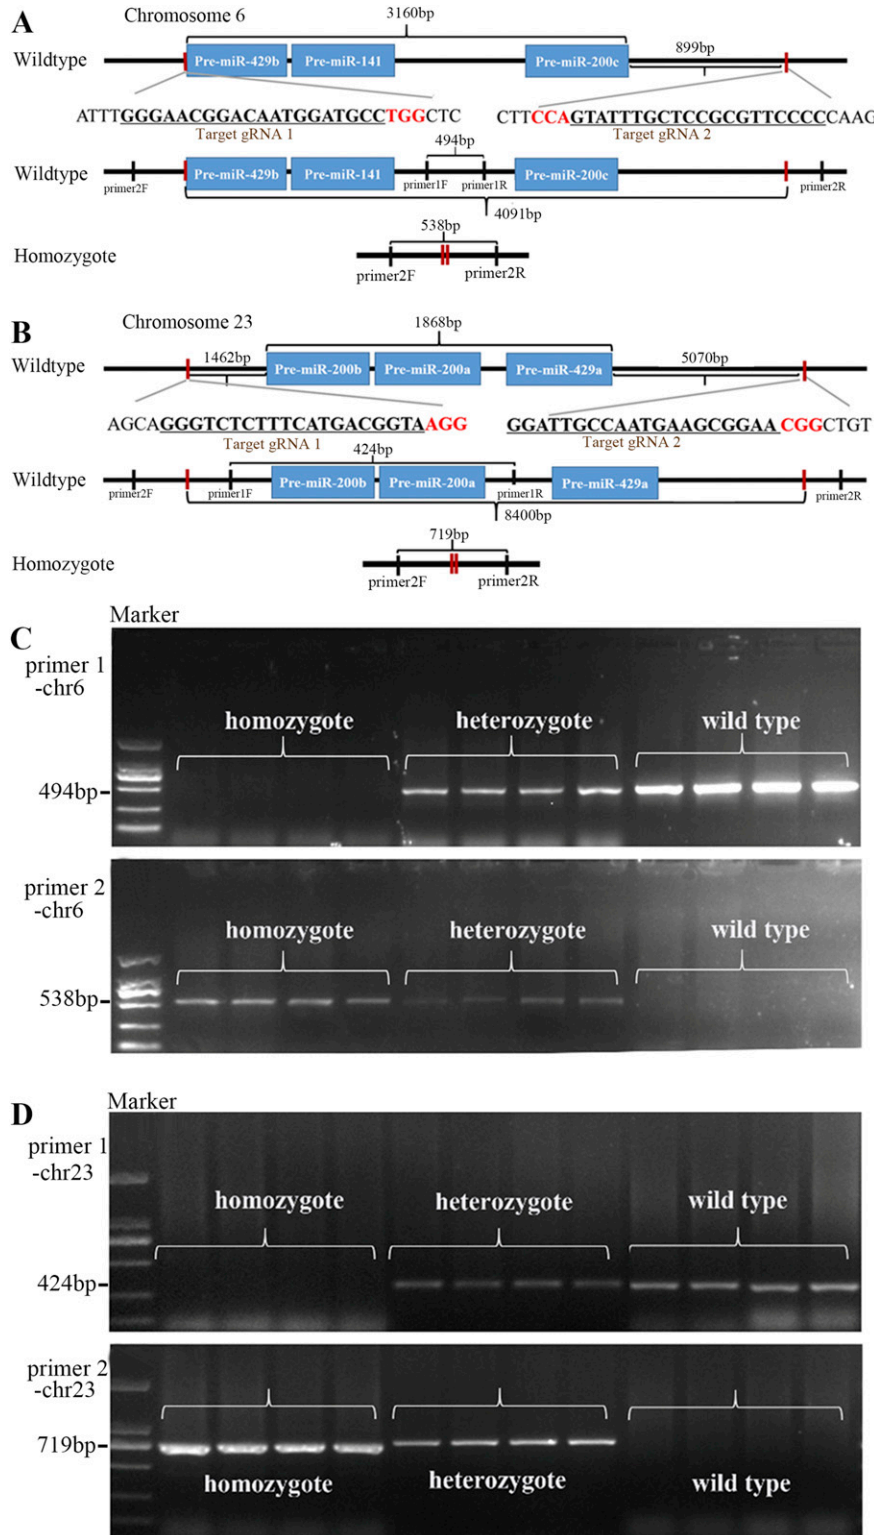 A
Chromosome 6
3160bp
Wildtype
Pre-miR-429b
Pre-miR-141
Pre-miR-200c
899bp
ATTTGGGAACGGACAATGGATGCCTGGCTC
CTTCCAGTATTTGCTCCGCGTTCCCCCAAG
Target gRNA 1
Target gRNA 2
494bp
Wildtype
Pre-miR-429b
Pre-miR-141
Pre-miR-200c
primer2F
primer1F
primer1R
primer2R
4091bp
538bp
Homozygote
primer2F
primer2R
B
Chromosome 23
1868bp
Wildtype
1462bp
Pre-miR-200b
Pre-miR-200a
Pre-miR-429a
5070bp
AGCAGGGTCTCTTTCATGACGGTAAGG
GGATTGCCAATGAAGCGGAA CGGCTGT
Target gRNA 1
Target gRNA 2
424bp
Wildtype
Pre-miR-200b
Pre-miR-200a
Pre-miR-429a
primer2F
primer1F
primer1R
primer2R
8400bp
719bp
Homozygote
primer2F
primer2R
Marker
C
primer 1
-chr6
homozygote
heterozygote
wild type
494bp
primer 2
-chr6
homozygote
heterozygote
wild type
538bp
Marker
D
primer 1
-chr23
homozygote
heterozygote
wild type
424bp
primer 2
-chr23
719bp
homozygote
heterozygote
wild type